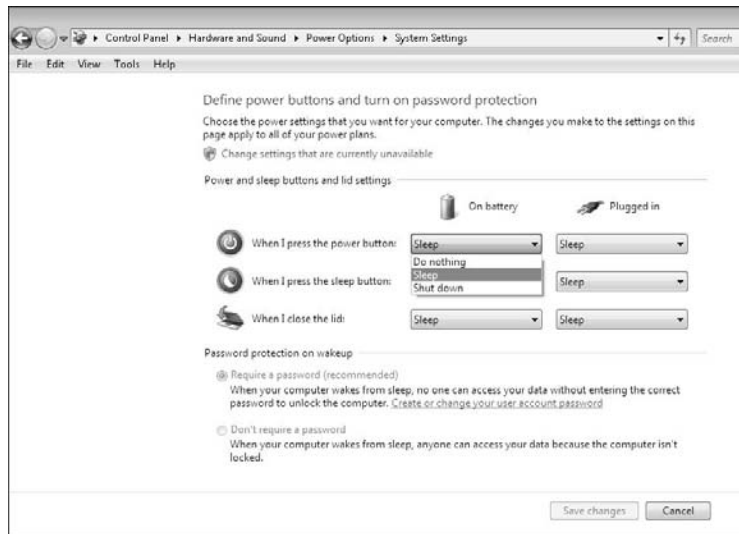 Control Panel ▸ Hardware and Sound ▸ Power Options ▸ System Settings
Search
File Edit View Tools Help
Define power buttons and turn on password protection
Choose the power settings that you want for your computer. The changes you make to the settings on this
page apply to all of your power plans.
Change settings that are currently unavailable
Power and sleep buttons and lid settings
On battery Plugged in
When I press the power button: Sleep Sleep
Do nothing
Sleep
Shut down
When I press the sleep button: Sleep
When I close the lid: Sleep Sleep
Password protection on wakeup
Require a password (recommended)
When your computer wakes from sleep, no one can access your data without entering the correct
password to unlock the computer. Create or change your user account password
Don't require a password
When your computer wakes from sleep, anyone can access your data because the computer isn't
locked.
Save changes Cancel